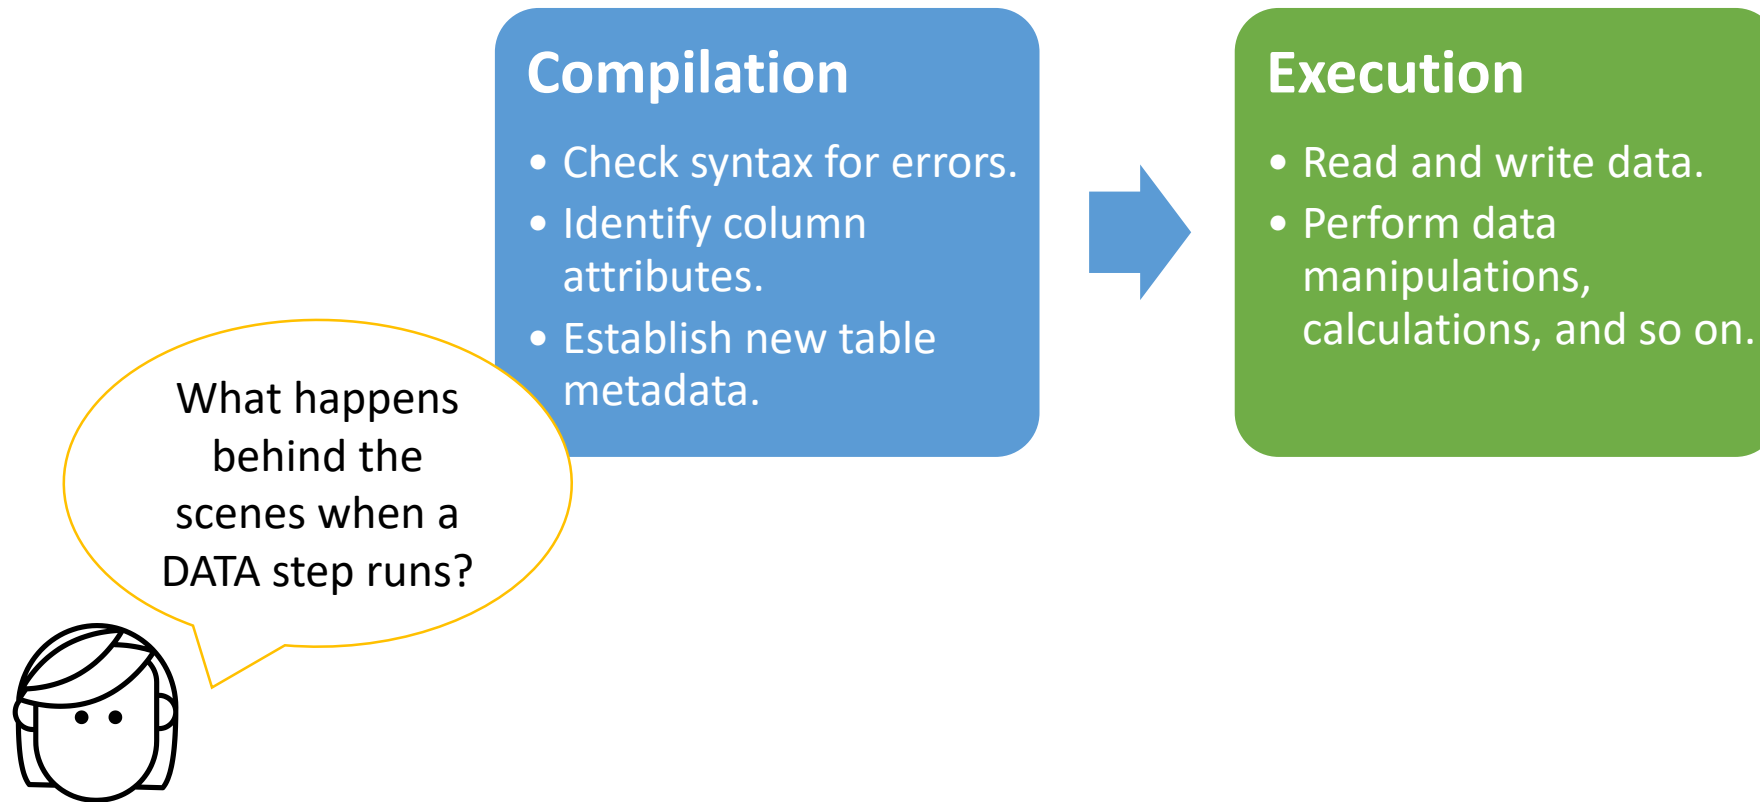 Compilation
• Check syntax for errors.
• Identify column
attributes.
• Establish new table
metadata.
Execution
• Read and write data.
• Perform data
manipulations,
calculations, and so on.
What happens
behind the
scenes when a
DATA step runs?